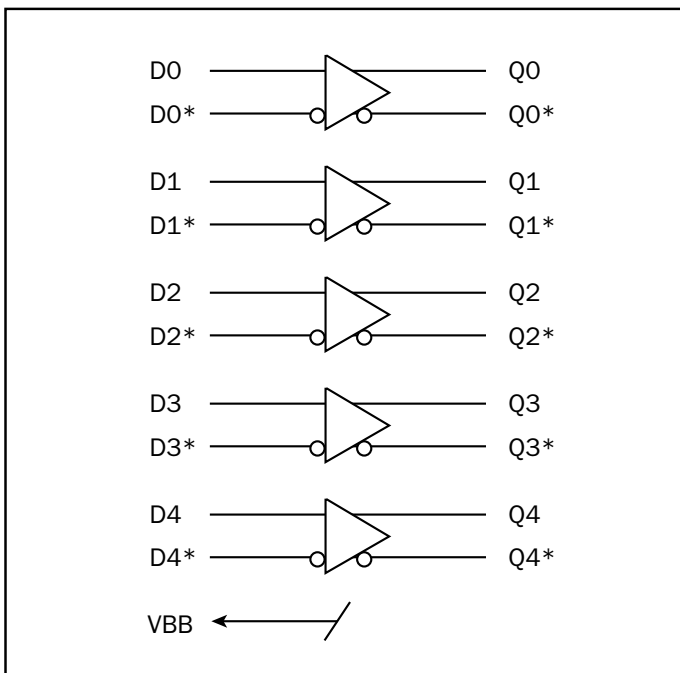 D0 Q0
D0* Q0*
D1 Q1
D1* Q1*
D2 Q2
D2* Q2*
D3 Q3
D3* Q3*
D4 Q4
D4* Q4*
VBB